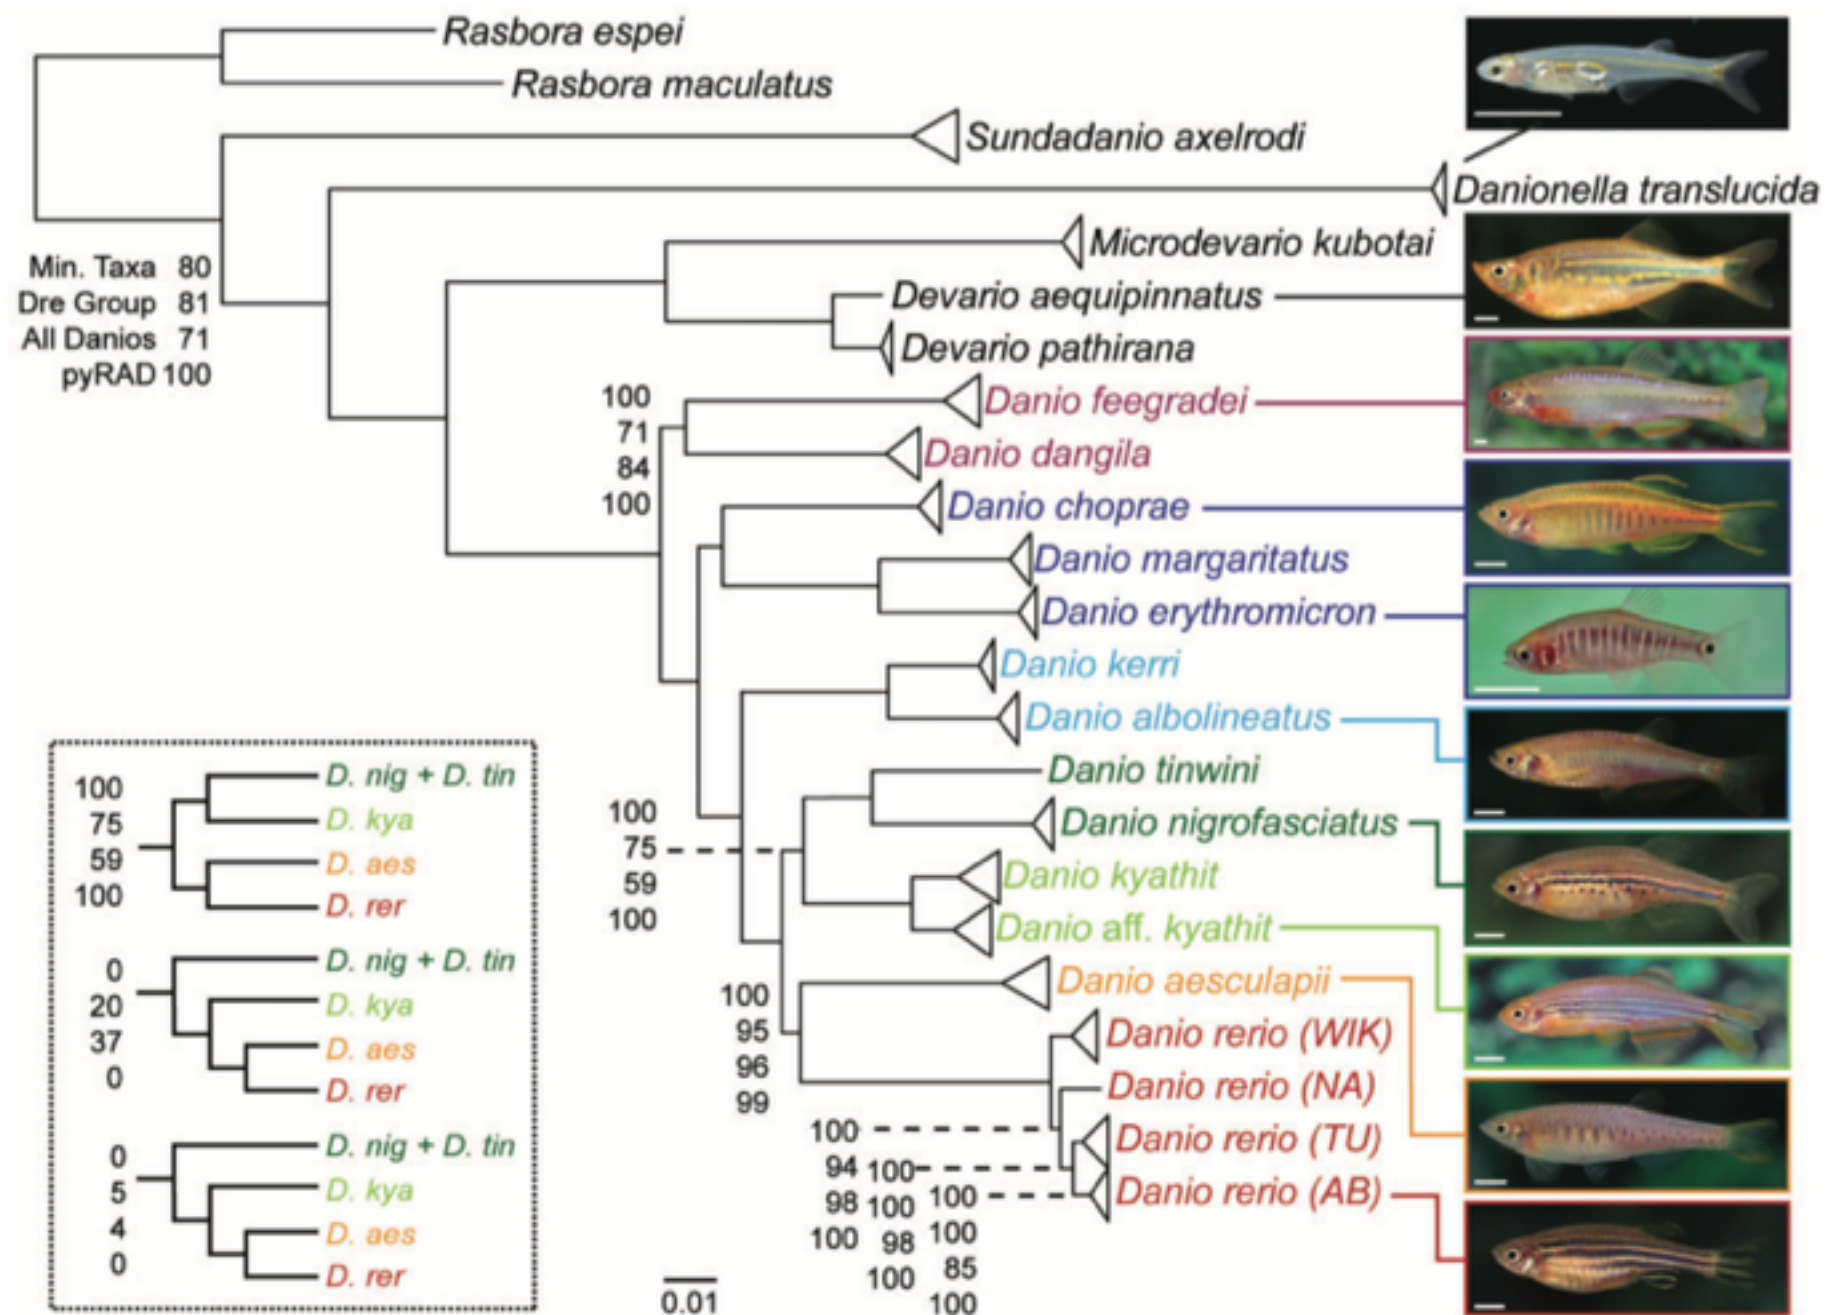 Rasbora espei
Rasbora maculatus
Sundadanio axelrodi
Danionella translucida
Microdevario kubotai
Min. Taxa 80
Dre Group 81
All Danios 71
pyRAD 100
Devario aequipinnatus
Devario pathirana
100
71
84
100
Danio feegradei
Danio dangila
Danio choprae
Danio margaritatus
Danio erythromicron
Danio kerri
Danio albolineatus
Danio tinwini
Danio nigrofasciatus
100
75
59
100
Danio kyathit
Danio aff. kyathit
Danio aesculapii
100
95
96
99
Danio rerio (WIK)
Danio rerio (NA)
Danio rerio (TU)
Danio rerio (AB)
100
94
98
100
100
100
98
100
100
100
85
100
0.01
100
75
59
100
D. nig + D. tin
D. kya
D. aes
D. rer
0
20
37
0
D. nig + D. tin
D. kya
D. aes
D. rer
0
5
4
0
D. nig + D. tin
D. kya
D. aes
D. rer